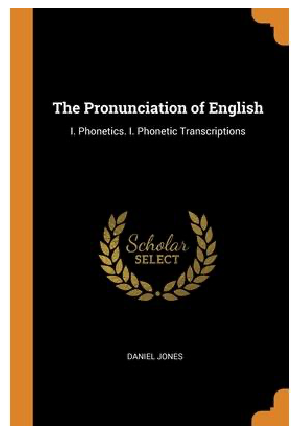 The Pronunciation of English
I. Phonetics. I. Phonetic Transcriptions
Scholar
SELECT
DANIEL JONES